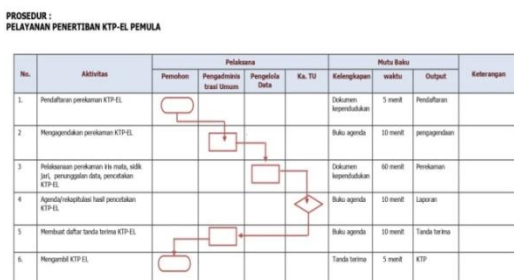 PROSEDUR :
PELAYANAN PENERTIBAN KTP-EL PEMULA
No.
Aktivitas
Pelaksana
Mutu Baku
Keterangan
Pemohon
Pengadminis
trasi Umum
Pengelola
Data
Ka. TU
Kelengkapan
waktu
Output
1.
Pendaftaran perekaman KTP-EL
Dokumen
kependudukan
5 menit
Pendaftaran
2
Mengagendakan perekaman KTP-EL
Buku agenda
10 menit
pengagendaan
3
Pelaksanaan perekaman iris mata, sidik
jari, penunggalan data, pencetakan
KTP-EL
Dokumen
kependudukan
60 menit
Perekaman
4
Agenda/rekapitulasi hasil pencetakan
KTP-EL
Buku agenda
10 menit
Laporan
5
Membuat daftar tanda terima KTP-EL
Buku agenda
10 menit
Tanda terima
6.
Mengambil KTP EL
Tanda terima
5 menit
KTP